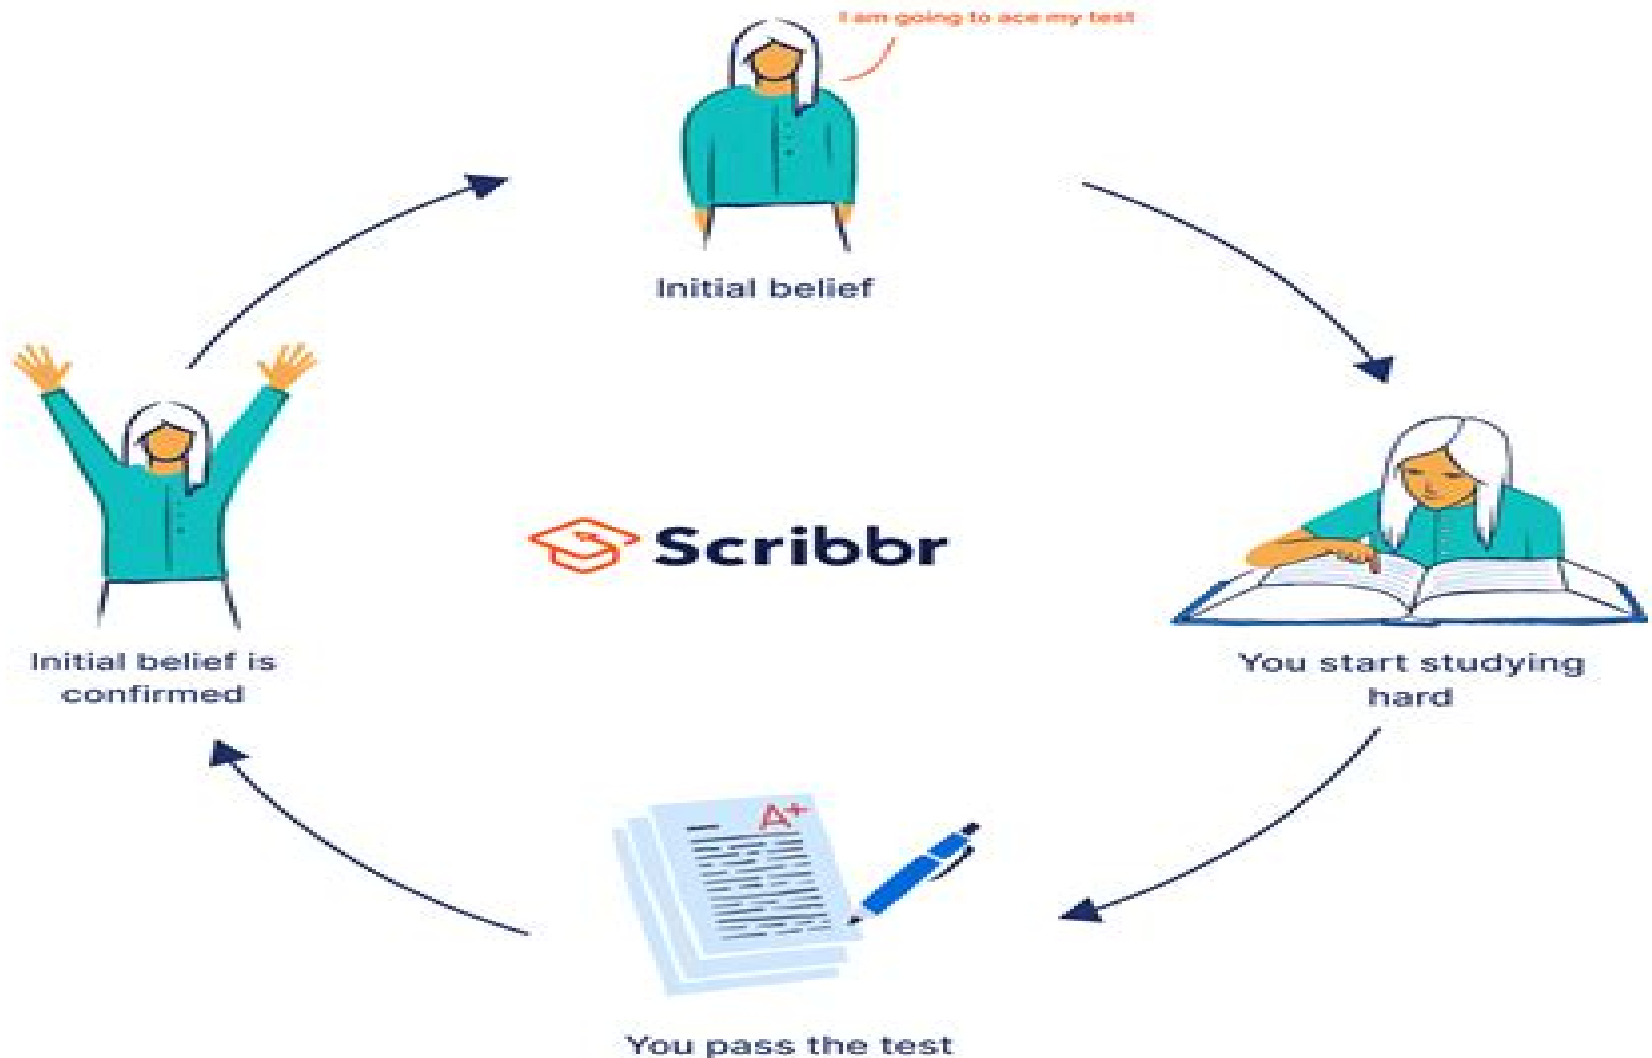 I am going to ace my test
Initial belief
You start studying
hard
You pass the test
A+
Initial belief is
confirmed
Scribbr